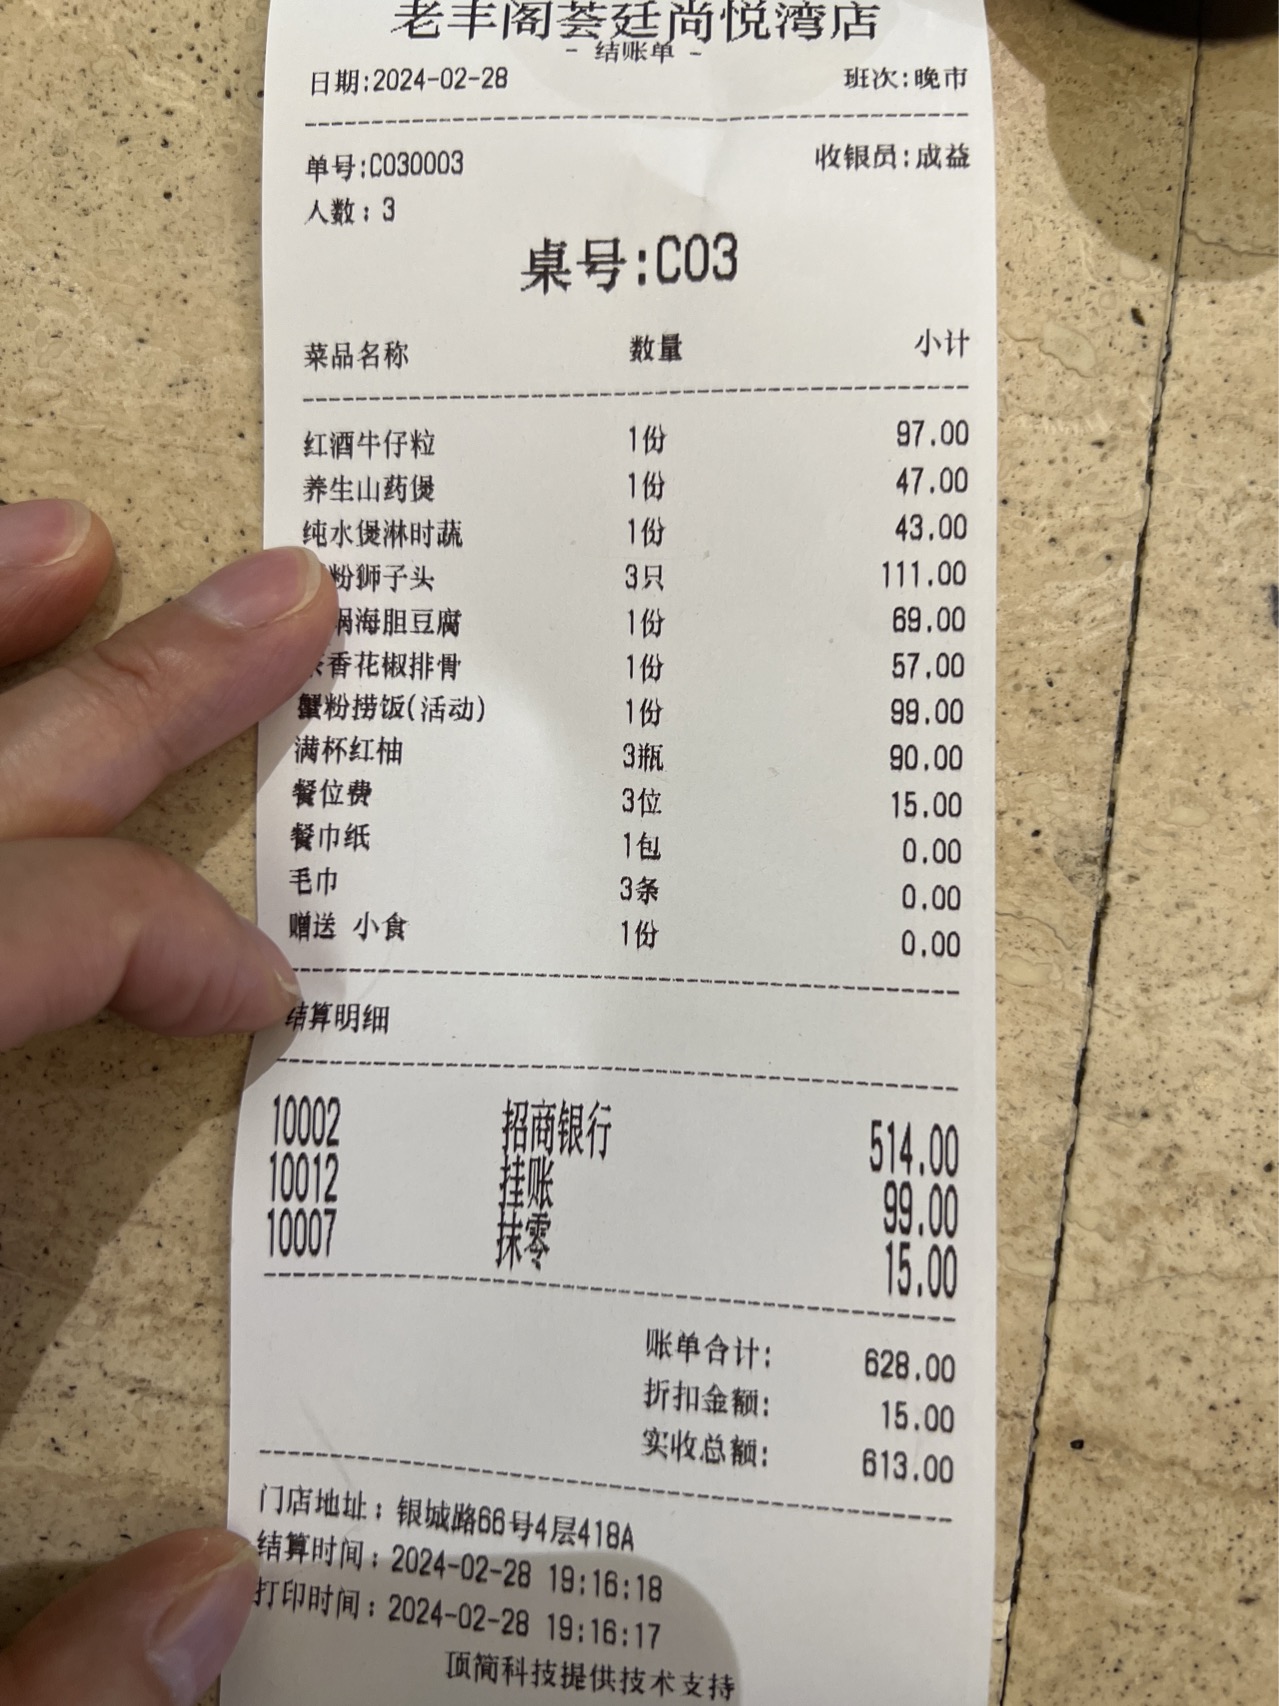 老丰阁荟廷尚悦湾店
- 结账单 -
日期:2024-02-28 班次:晚市
单号:C030003 收银员:成益
人数:3
桌号:C03
菜品名称 数量 小计
红酒牛仔粒 1份 97.00
养生山药煲 1份 47.00
纯水煲淋时蔬 1份 43.00
粉狮子头 3只 111.00
海胆豆腐 1份 69.00
香花椒排骨 1份 57.00
蟹粉捞饭(活动) 1份 99.00
满杯红柚 3瓶 90.00
餐位费 3位 15.00
餐巾纸 1包 0.00
毛巾 3条 0.00
赠送 小食 1份 0.00
结算明细
10002 招商银行 514.00
10012 挂账 99.00
10007 抹零 15.00
账单合计: 628.00
折扣金额: 15.00
实收总额: 613.00
门店地址:银城路66号4层418A
结算时间:2024-02-28 19:16:18
打印时间:2024-02-28 19:16:17
顶简科技提供技术支持